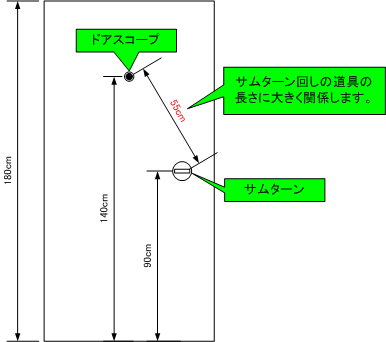 ドアスコープ
サムターン回しの道具の
長さに大きく関係します。
55cm
サムターン
180cm
140cm
90cm